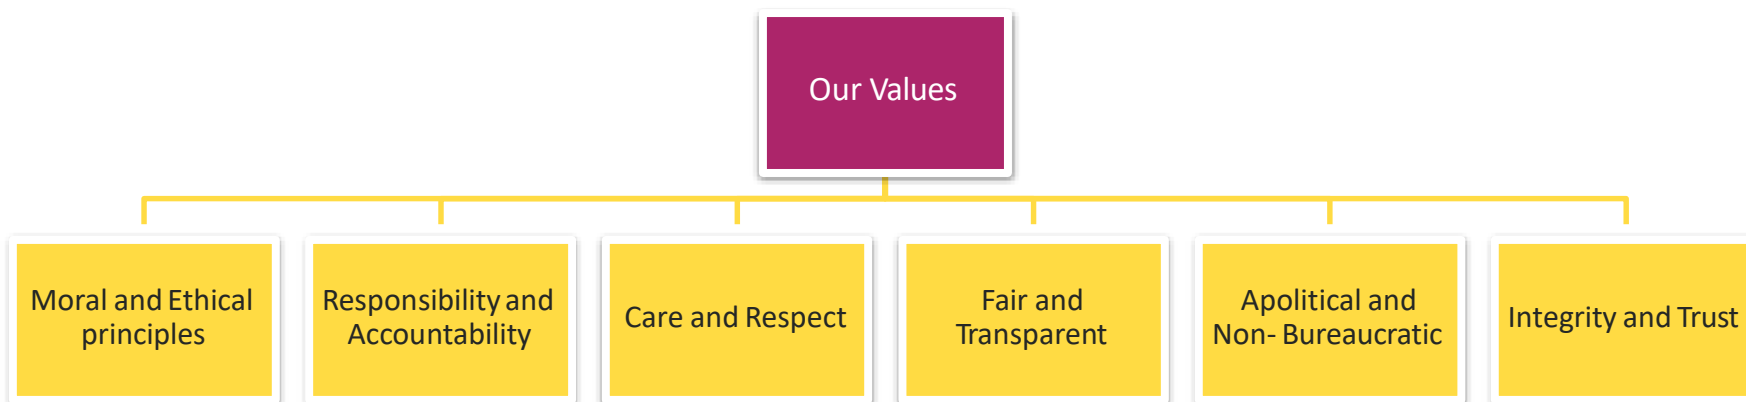 Our Values
Moral and Ethical
principles
Responsibility and
Accountability
Care and Respect
Fair and
Transparent
Apolitical and
Non- Bureaucratic
Integrity and Trust